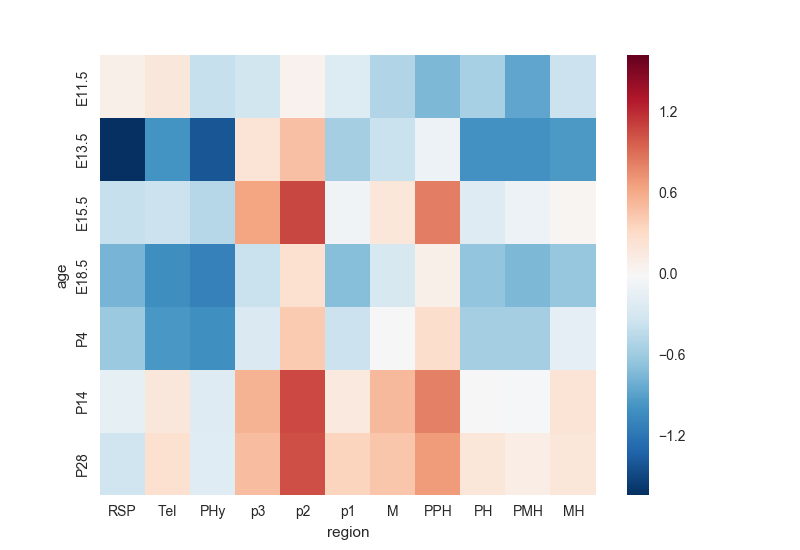 E11.5
E13.5
E15.5
E18.5
P4
P14
P28
age
RSP Tel PHy p3 p2 p1 M PPH PH PMH MH
region
1.2
0.6
0.0
−0.6
−1.2